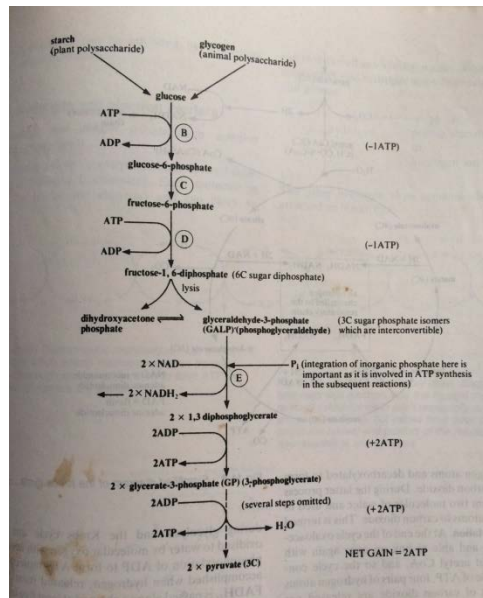 starch
(plant polysaccharide)
glycogen
(animal polysaccharide)
glucose
ATP
B
ADP
(−1ATP)
glucose-6-phosphate
C
fructose-6-phosphate
ATP
D
ADP
(−1ATP)
fructose-1, 6-diphosphate (6C sugar diphosphate)
lysis
dihydroxyacetone
phosphate
glyceraldehyde-3-phosphate
(GALP) (phosphoglyceraldehyde)
(3C sugar phosphate isomers
which are interconvertible)
2 × NAD
Pi (integration of inorganic phosphate here is
important as it is involved in ATP synthesis
in the subsequent reactions)
E
2 × NADH₂
2 × 1,3 diphosphoglycerate
2ADP
(+2ATP)
2ATP
2 × glycerate-3-phosphate (GP) (3-phosphoglycerate)
2ADP
(several steps omitted)
(+2ATP)
2ATP
H₂O
NET GAIN = 2ATP
2 × pyruvate (3C)